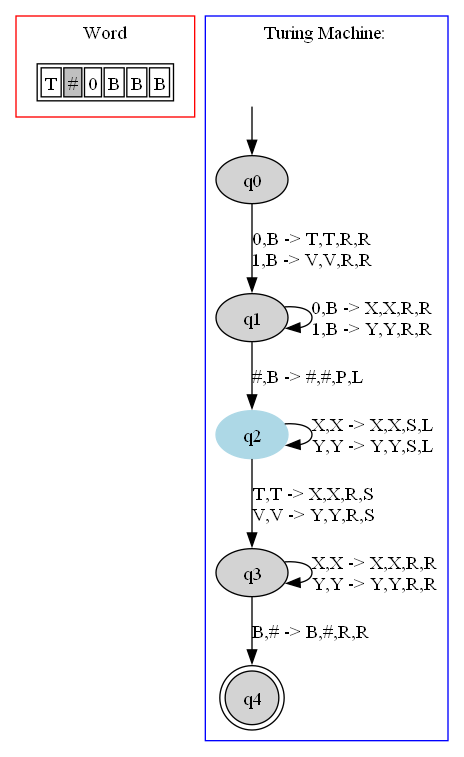 Word
T # 0 B B B
Turing Machine:
q0
0,B -> T,T,R,R
1,B -> V,V,R,R
q1
0,B -> X,X,R,R
1,B -> Y,Y,R,R
#,B -> #,#,P,L
q2
X,X -> X,X,S,L
Y,Y -> Y,Y,S,L
T,T -> X,X,R,S
V,V -> Y,Y,R,S
q3
X,X -> X,X,R,R
Y,Y -> Y,Y,R,R
B,# -> B,#,R,R
q4